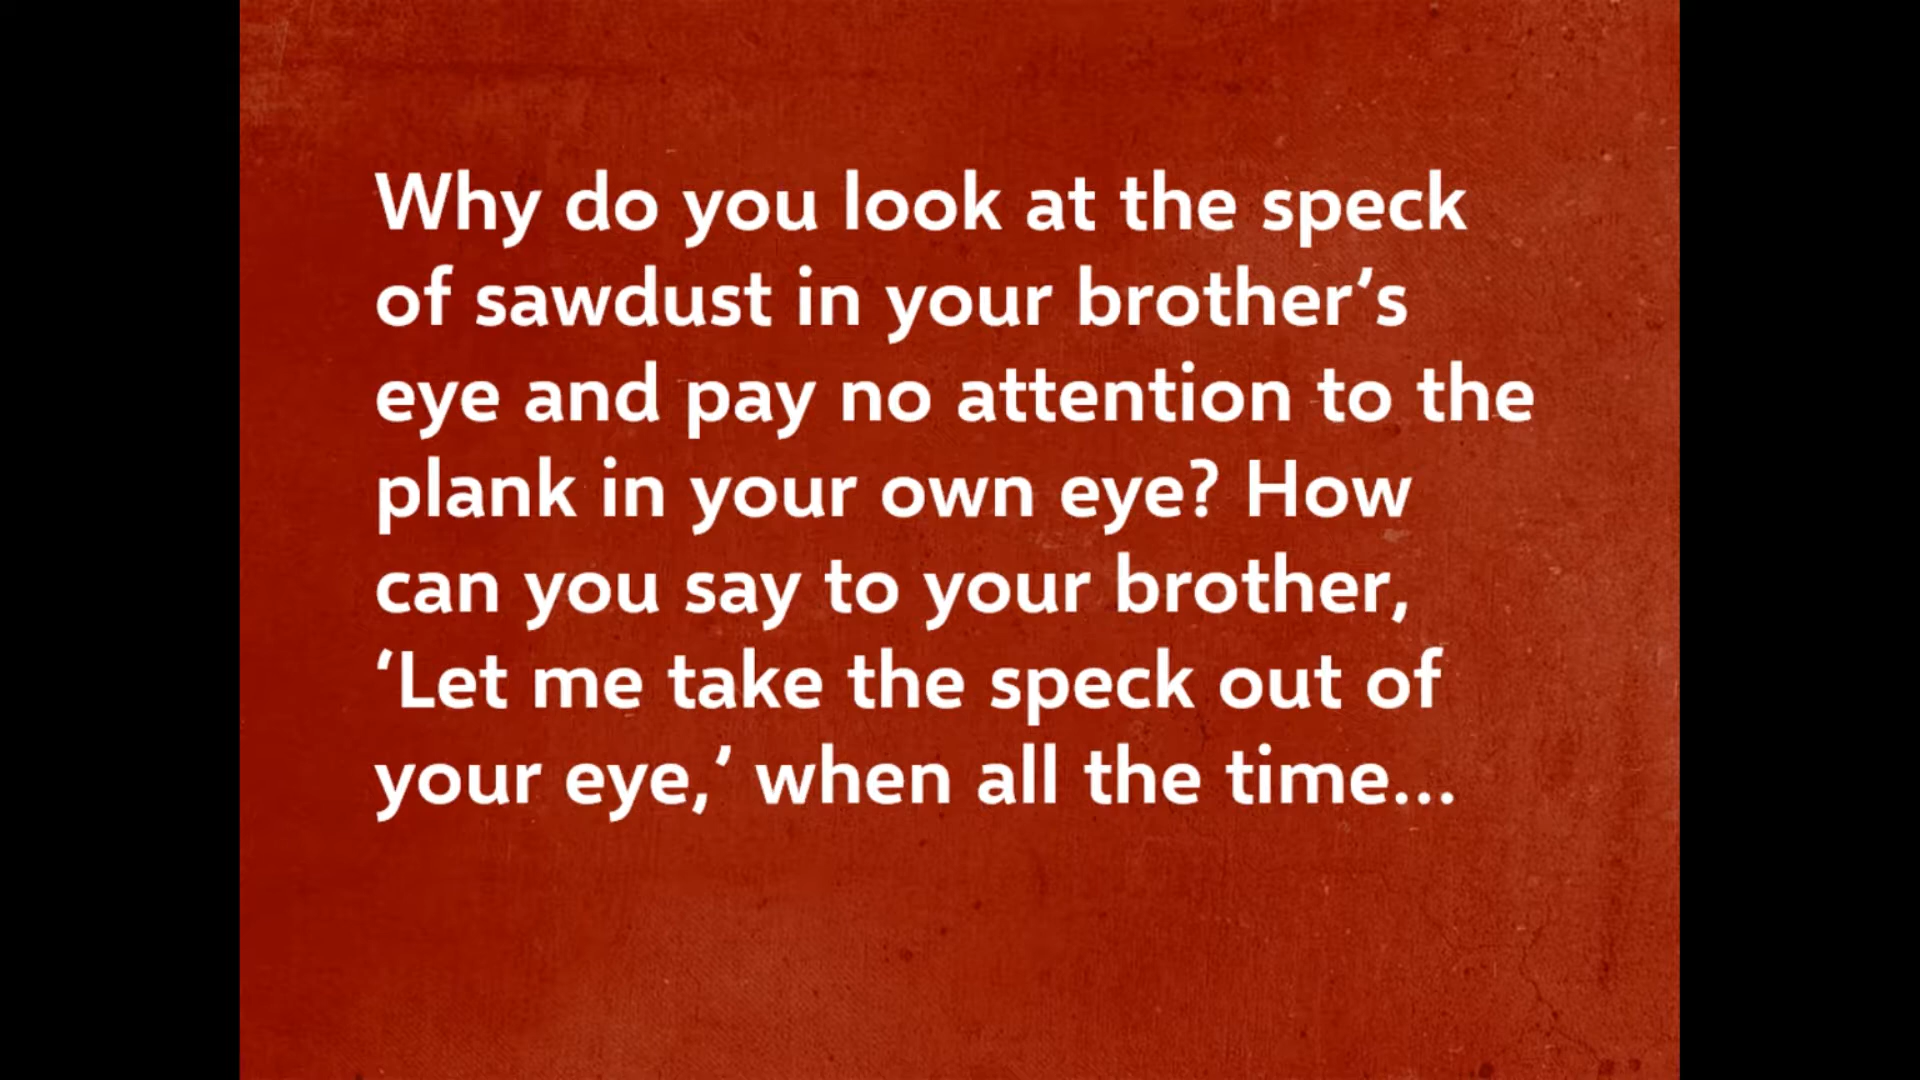 Why do you look at the speck
of sawdust in your brother’s
eye and pay no attention to the
plank in your own eye? How
can you say to your brother,
‘Let me take the speck out of
your eye,’ when all the time...